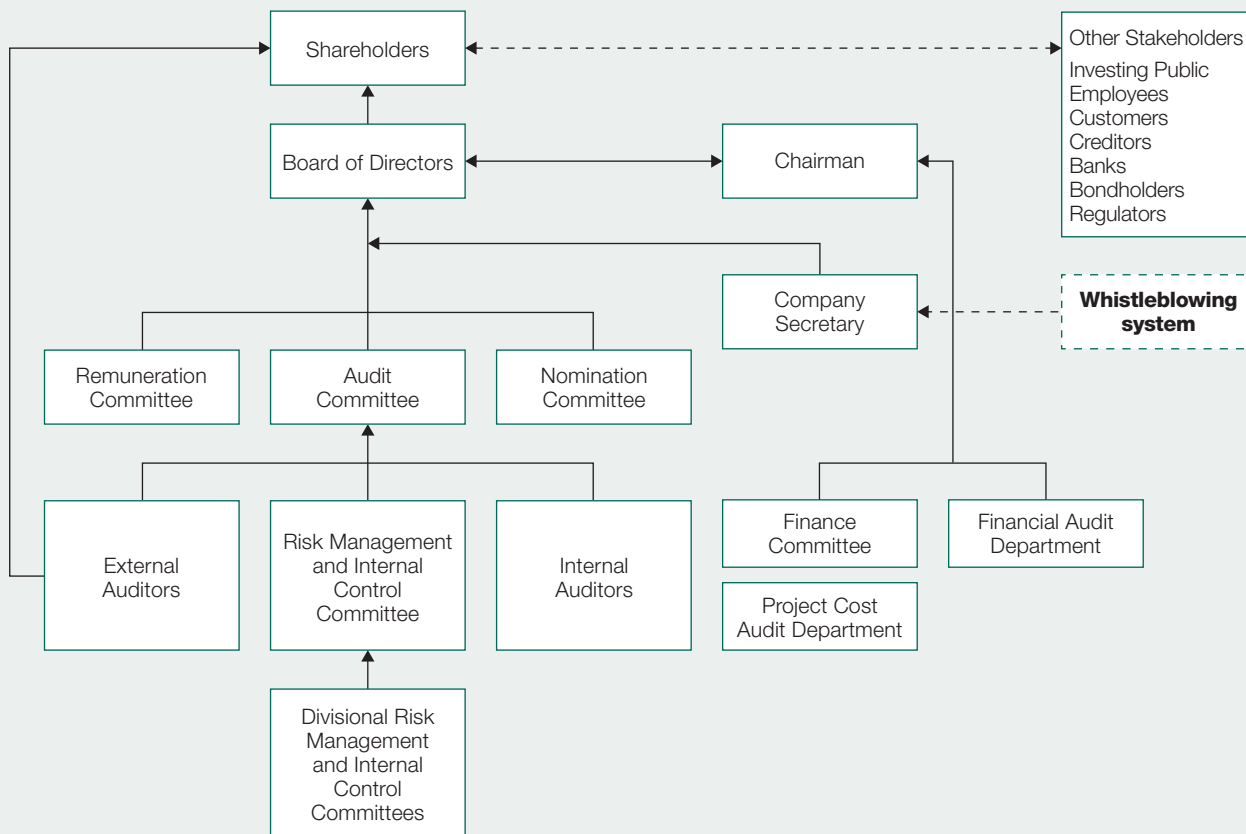 Shareholders
Other Stakeholders
Investing Public
Employees
Customers
Creditors
Banks
Bondholders
Regulators
Board of Directors
Chairman
Company
Secretary
Whistleblowing
system
Remuneration
Committee
Audit
Committee
Nomination
Committee
External
Auditors
Risk Management
and Internal
Control
Committee
Internal
Auditors
Finance
Committee
Financial Audit
Department
Project Cost
Audit Department
Divisional Risk
Management
and Internal
Control
Committees